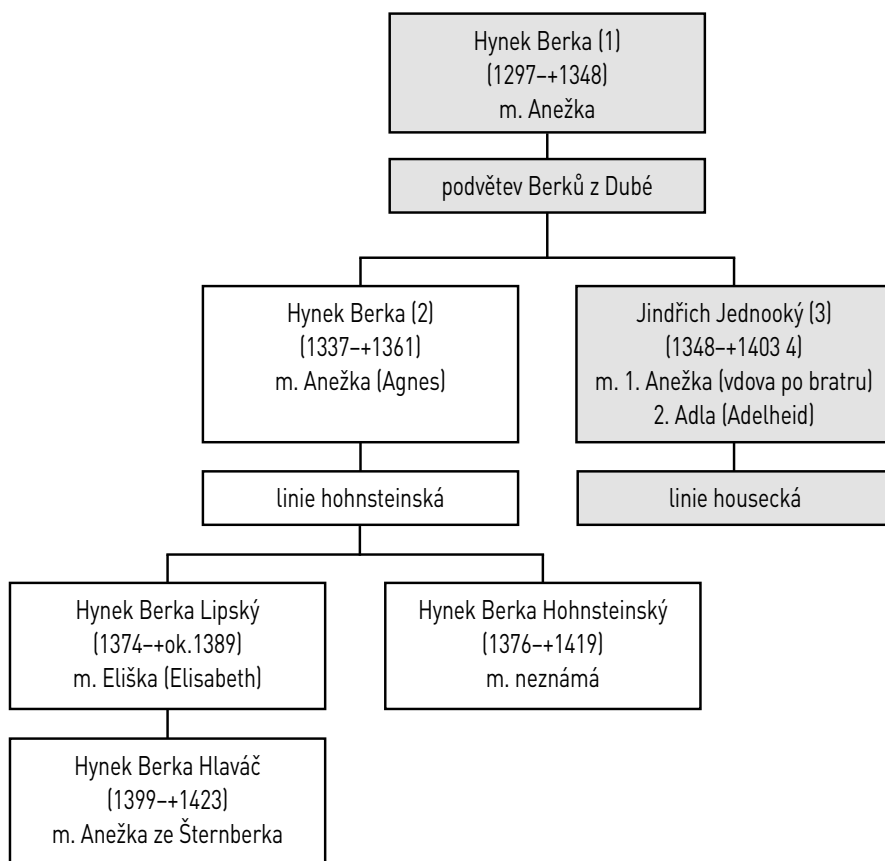 Hynek Berka (1)
(1297–+1348)
m. Anežka
podvětev Berků z Dubé
Hynek Berka (2)
(1337–+1361)
m. Anežka (Agnes)
Jindřich Jednooký (3)
(1348–+1403 4)
m. 1. Anežka (vdova po bratru)
2. Adla (Adelheid)
linie hohnsteinská
linie housecká
Hynek Berka Lipský
(1374–+ok.1389)
m. Eliška (Elisabeth)
Hynek Berka Hohnsteinský
(1376–+1419)
m. neznámá
Hynek Berka Hlaváč
(1399–+1423)
m. Anežka ze Šternberka